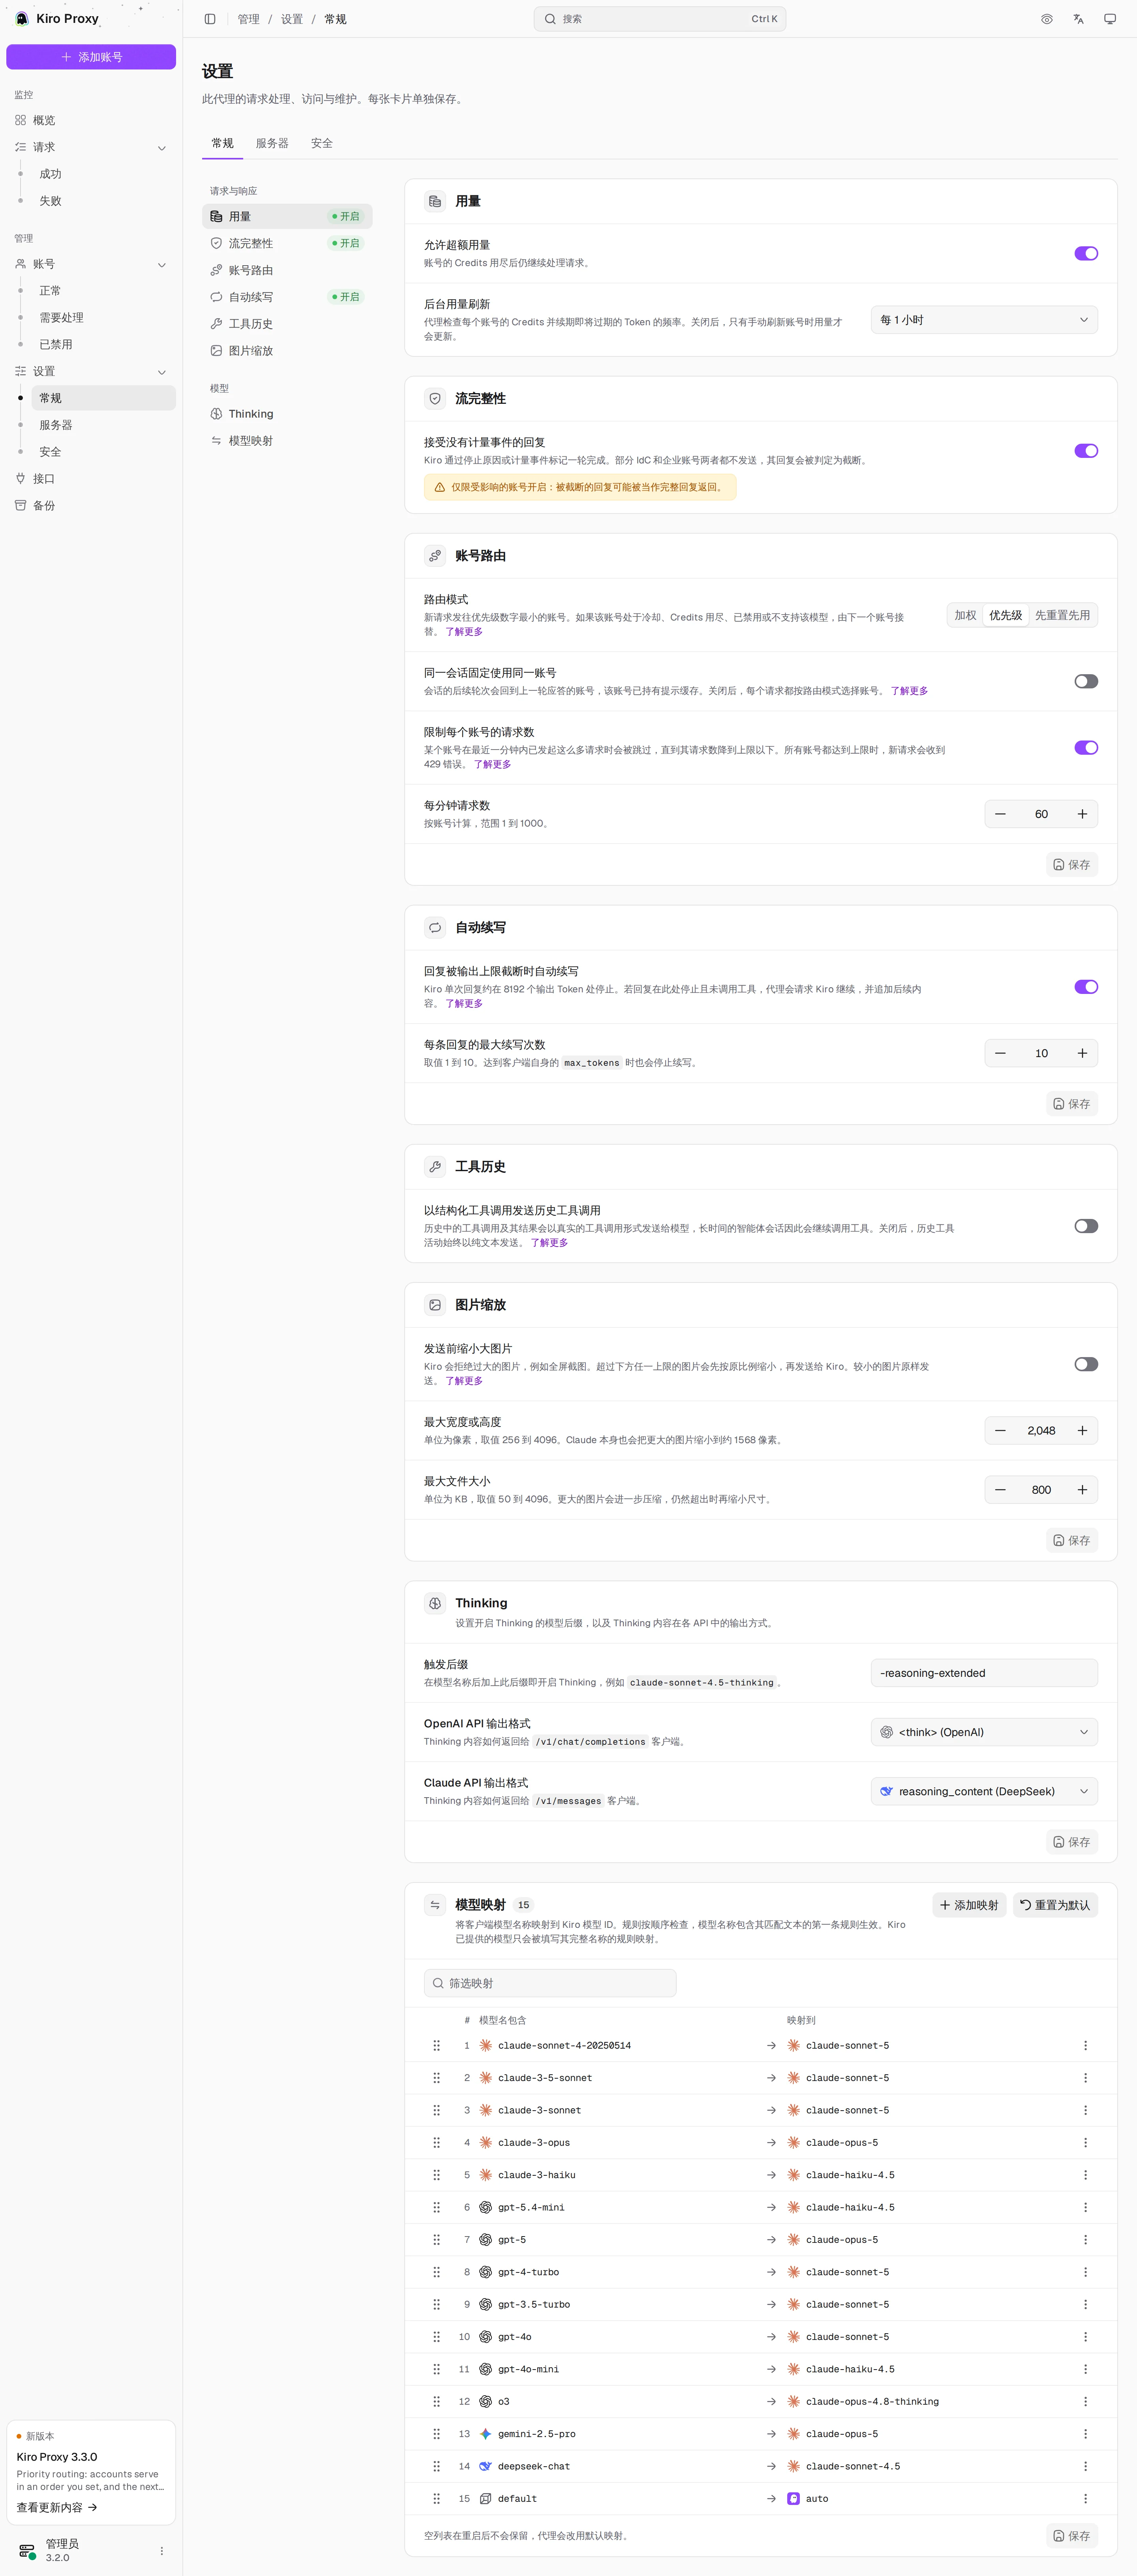 Kiro Proxy
添加账号
监控
概览
请求
成功
失败
管理
账号
正常
需要处理
已禁用
设置
常规
服务器
安全
接口
备份
新版本
Kiro Proxy 3.3.0
Priority routing: accounts serve
in an order you set, and the next...
查看更新内容
管理员
3.2.0
管理 / 设置 / 常规
搜索 Ctrl K
设置
此代理的请求处理、访问与维护。每张卡片单独保存。
常规 服务器 安全
请求与响应
用量 开启
流完整性 开启
账号路由
自动续写 开启
工具历史
图片缩放
模型
Thinking
模型映射
用量
允许超额用量
账号的 Credits 用尽后仍继续处理请求。
后台用量刷新
代理检查每个账号的 Credits 并续期即将过期的 Token 的频率。关闭后，只有手动刷新账号时用量才
会更新。
每 1 小时
流完整性
接受没有计量事件的回复
Kiro 通过停止原因或计量事件标记一轮完成。部分 IdC 和企业账号两者都不发送，其回复会被判定为截断。
仅限受影响的账号开启：被截断的回复可能被当作完整回复返回。
账号路由
路由模式
新请求发往优先级数字最小的账号。如果该账号处于冷却、Credits 用尽、已禁用或不支持该模型，由下一个账号接
替。 了解更多
加权 优先级 先重置先用
同一会话固定使用同一账号
会话的后续轮次会回到上一轮应答的账号，该账号已持有提示缓存。关闭后，每个请求都按路由模式选择账号。 了解更多
限制每个账号的请求数
某个账号在最近一分钟内已发起这么多请求时会被跳过，直到其请求数降到上限以下。所有账号都达到上限时，新请求会收到
429 错误。 了解更多
每分钟请求数
按账号计算，范围 1 到 1000。
60
保存
自动续写
回复被输出上限截断时自动续写
Kiro 单次回复约在 8192 个输出 Token 处停止。若回复在此处停止且未调用工具，代理会请求 Kiro 继续，并追加后续内
容。 了解更多
每条回复的最大续写次数
取值 1 到 10。达到客户端自身的 max_tokens 时也会停止续写。
10
保存
工具历史
以结构化工具调用发送历史工具调用
历史中的工具调用及其结果会以真实的工具调用形式发送给模型，长时间的智能体会话因此会继续调用工具。关闭后，历史工具
活动始终以纯文本发送。 了解更多
图片缩放
发送前缩小大图片
Kiro 会拒绝过大的图片，例如全屏截图。超过下方任一上限的图片会先按原比例缩小，再发送给 Kiro。较小的图片原样发
送。 了解更多
最大宽度或高度
单位为像素，取值 256 到 4096。Claude 本身也会把更大的图片缩小到约 1568 像素。
2,048
最大文件大小
单位为 KB，取值 50 到 4096。更大的图片会进一步压缩，仍然超出时再缩小尺寸。
800
保存
Thinking
设置开启 Thinking 的模型后缀，以及 Thinking 内容在各 API 中的输出方式。
触发后缀
在模型名称后加上此后缀即开启 Thinking，例如 claude-sonnet-4.5-thinking 。
-reasoning-extended
OpenAI API 输出格式
Thinking 内容如何返回给 /v1/chat/completions 客户端。
<think> (OpenAI)
Claude API 输出格式
Thinking 内容如何返回给 /v1/messages 客户端。
reasoning_content (DeepSeek)
保存
模型映射 15
将客户端模型名称映射到 Kiro 模型 ID。规则按顺序检查，模型名称包含其匹配文本的第一条规则生效。Kiro
已提供的模型只会被填写其完整名称的规则映射。
添加映射 重置为默认
筛选映射
# 模型名包含 映射到
1 claude-sonnet-4-20250514 → claude-sonnet-5
2 claude-3-5-sonnet → claude-sonnet-5
3 claude-3-sonnet → claude-sonnet-5
4 claude-3-opus → claude-opus-5
5 claude-3-haiku → claude-haiku-4.5
6 gpt-5.4-mini → claude-haiku-4.5
7 gpt-5 → claude-opus-5
8 gpt-4-turbo → claude-sonnet-5
9 gpt-3.5-turbo → claude-sonnet-5
10 gpt-4o → claude-sonnet-5
11 gpt-4o-mini → claude-haiku-4.5
12 o3 → claude-opus-4.8-thinking
13 gemini-2.5-pro → claude-opus-5
14 deepseek-chat → claude-sonnet-4.5
15 default → auto
空列表在重启后不会保留，代理会改用默认映射。
保存